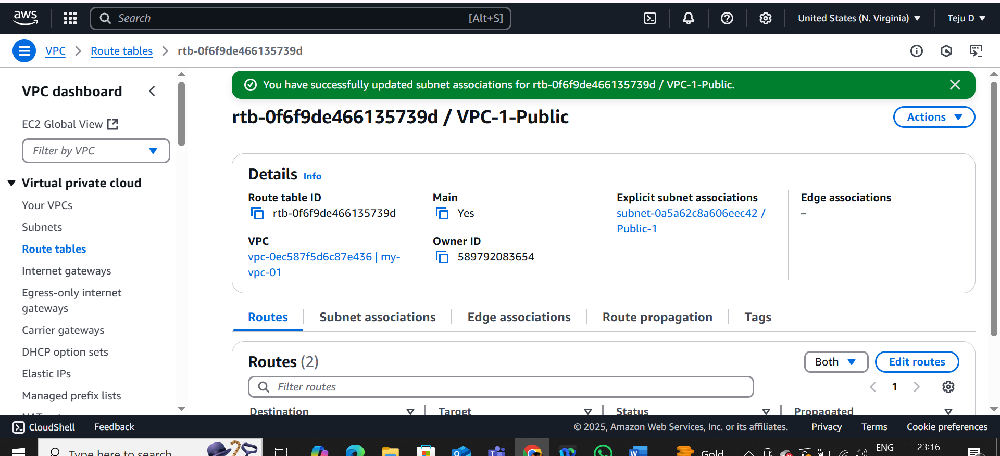 aws
Search [Alt+S]
United States (N. Virginia)
Teju D
VPC
Route tables
rtb-0f6f9de466135739d
VPC dashboard
EC2 Global View
Filter by VPC
Virtual private cloud
Your VPCs
Subnets
Route tables
Internet gateways
Egress-only internet
gateways
Carrier gateways
DHCP option sets
Elastic IPs
Managed prefix lists
You have successfully updated subnet associations for rtb-0f6f9de466135739d / VPC-1-Public.
rtb-0f6f9de466135739d / VPC-1-Public
Actions
Details Info
Route table ID
rtb-0f6f9de466135739d
Main
Yes
Explicit subnet associations
subnet-0a5a62c8a606eec42 /
Public-1
Edge associations
–
VPC
vpc-0ec587f5d6c87e436 | my-
vpc-01
Owner ID
589792083654
Routes
Subnet associations
Edge associations
Route propagation
Tags
Routes (2)
Both
Edit routes
Filter routes
1
Destination
Target
Status
Propagated
CloudShell
Feedback
© 2025, Amazon Web Services, Inc. or its affiliates.
Privacy
Terms
Cookie preferences
Type here to search
Gold
ENG
23:16